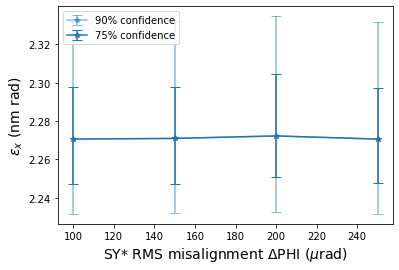 90% confidence
75% confidence
2.32
2.30
2.28
2.26
2.24
εx (nm rad)
100 120 140 160 180 200 220 240
SY* RMS misalignment ΔPHI (μrad)